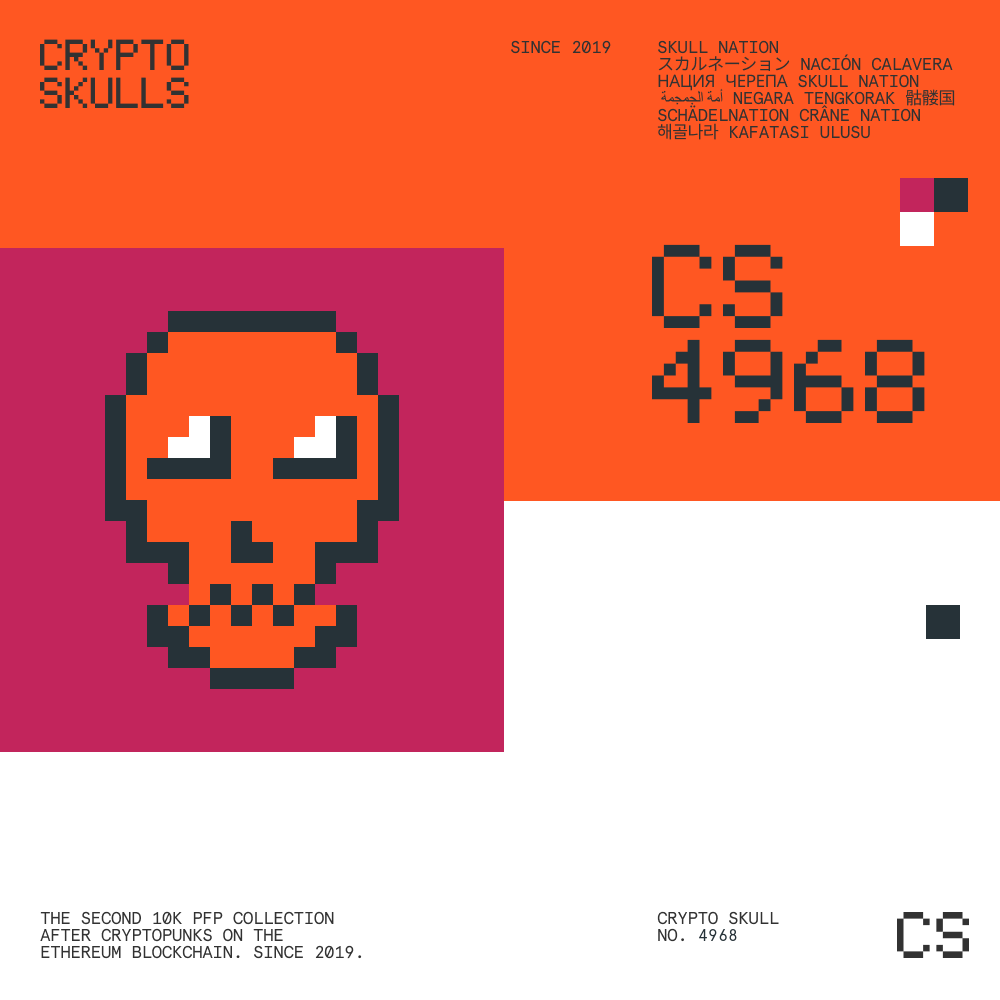 CRYPTO
SKULLS
SINCE 2019
SKULL NATION
スカルネーション NACIÓN CALAVERA
НАЦИЯ ЧЕРЕПА SKULL NATION
أمة الجمجمة NEGARA TENGKORAK 骷髅国
SCHÄDELNATION CRÂNE NATION
해골나라 KAFATASI ULUSU
CS
4968
THE SECOND 10K PFP COLLECTION
AFTER CRYPTOPUNKS ON THE
ETHEREUM BLOCKCHAIN. SINCE 2019.
CRYPTO SKULL
NO. 4968
CS